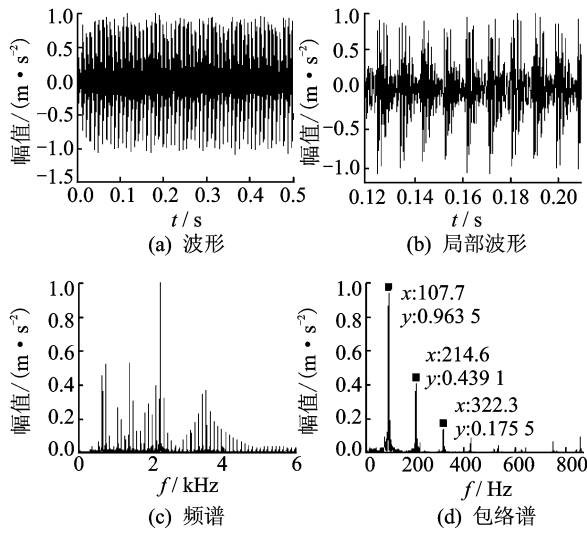 幅值/(m·s⁻²)
1.0
0.5
0.0
−0.5
−1.0
−1.5
0.0 0.1 0.2 0.3 0.4 0.5
t / s
(a) 波形
幅值/(m·s⁻²)
1.0
0.5
0.0
−0.5
−1.0
0.12 0.14 0.16 0.18 0.20
t / s
(b) 局部波形
幅值/(m·s⁻²)
1.0
0.8
0.6
0.4
0.2
0.0
0 2 4 6
f / kHz
(c) 频谱
幅值/(m·s⁻²)
1.0
0.8
0.6
0.4
0.2
0.0
x:107.7
y:0.963 5
x:214.6
y:0.439 1
x:322.3
y:0.175 5
0 200 400 600 800
f / Hz
(d) 包络谱